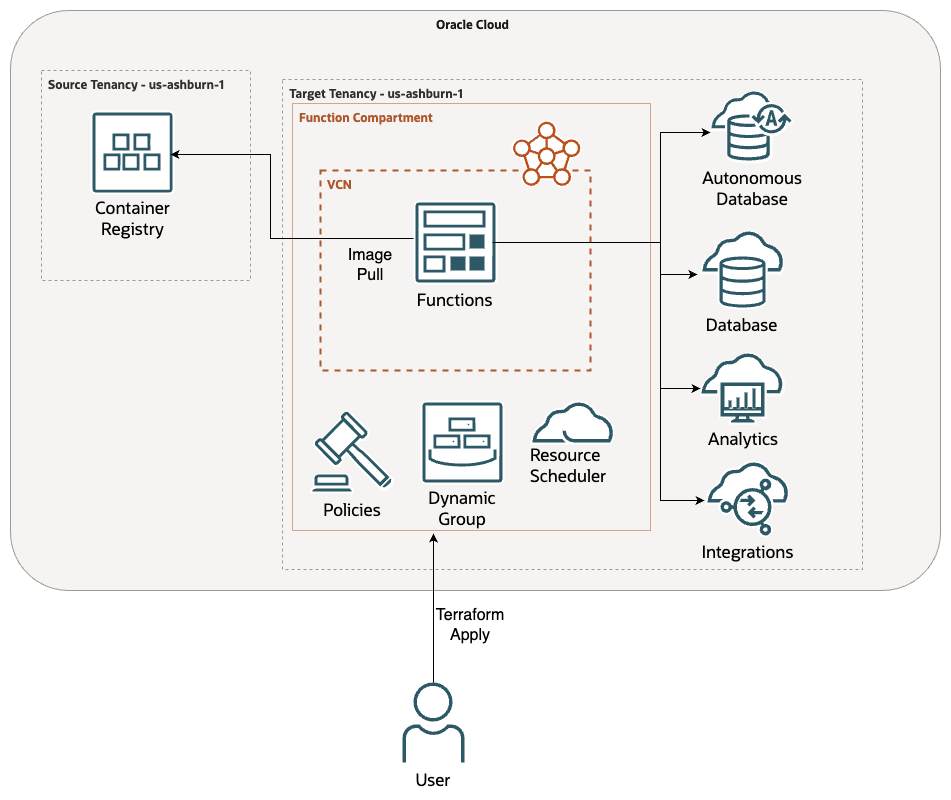 Oracle Cloud
Source Tenancy - us-ashburn-1
Container
Registry
Target Tenancy - us-ashburn-1
Function Compartment
VCN
Image
Pull
Functions
Policies
Dynamic
Group
Resource
Scheduler
A
Autonomous
Database
Database
Analytics
Integrations
Terraform
Apply
User